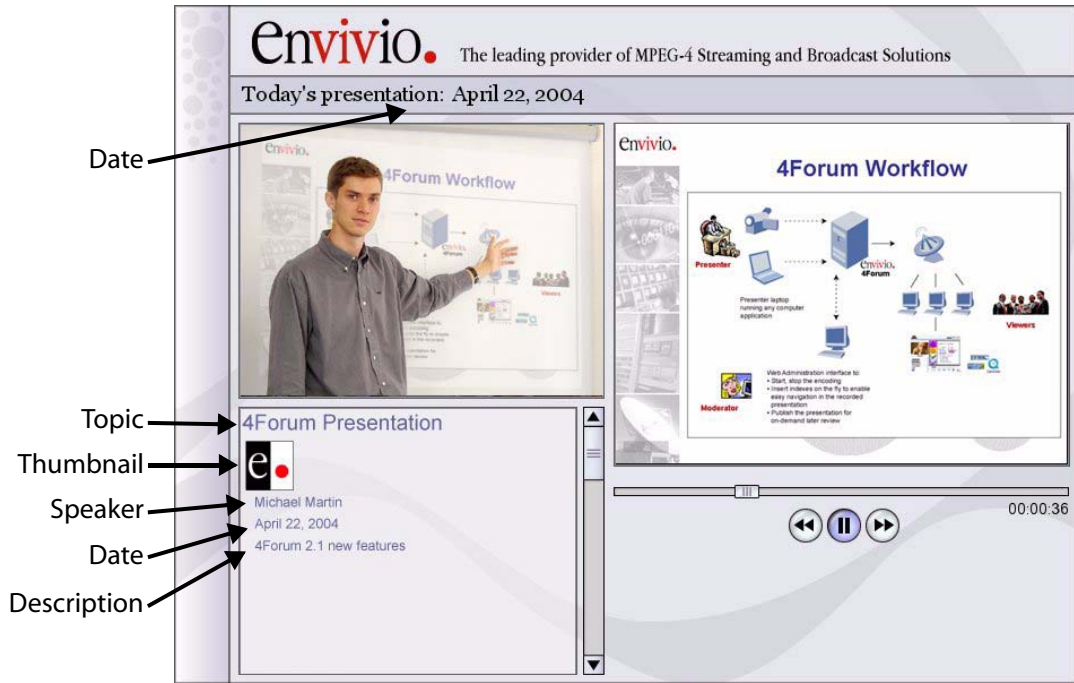 envivio. The leading provider of MPEG-4 Streaming and Broadcast Solutions
Today's presentation: April 22, 2004
Date
envivio.
4Forum Workflow
envivio
4Forum
Viewers
envivio.
4Forum Workflow
Presenter
envivio.
4Forum
Presenter laptop
running any computer
application
Viewers
Moderator
Web Administration interface to:
• Start, stop the encoding
• Insert indexes on the fly to enable
easy navigation in the recorded
presentation
• Publish the presentation for
on-demand later review
Topic
4Forum Presentation
Thumbnail
e.
Speaker
Michael Martin
Date
April 22, 2004
Description
4Forum 2.1 new features
00:00:36